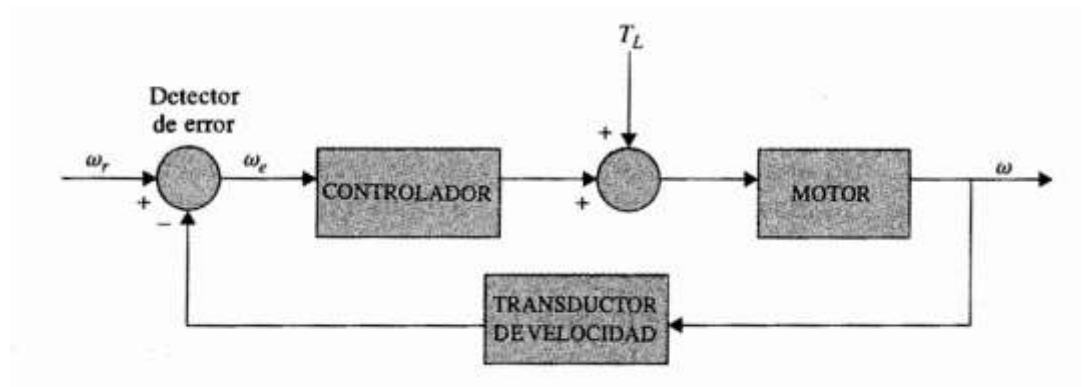 T_L
Detector
de error
ω_r
ω_e
+
−
CONTROLADOR
+
+
MOTOR
ω
TRANSDUCTOR
DE VELOCIDAD